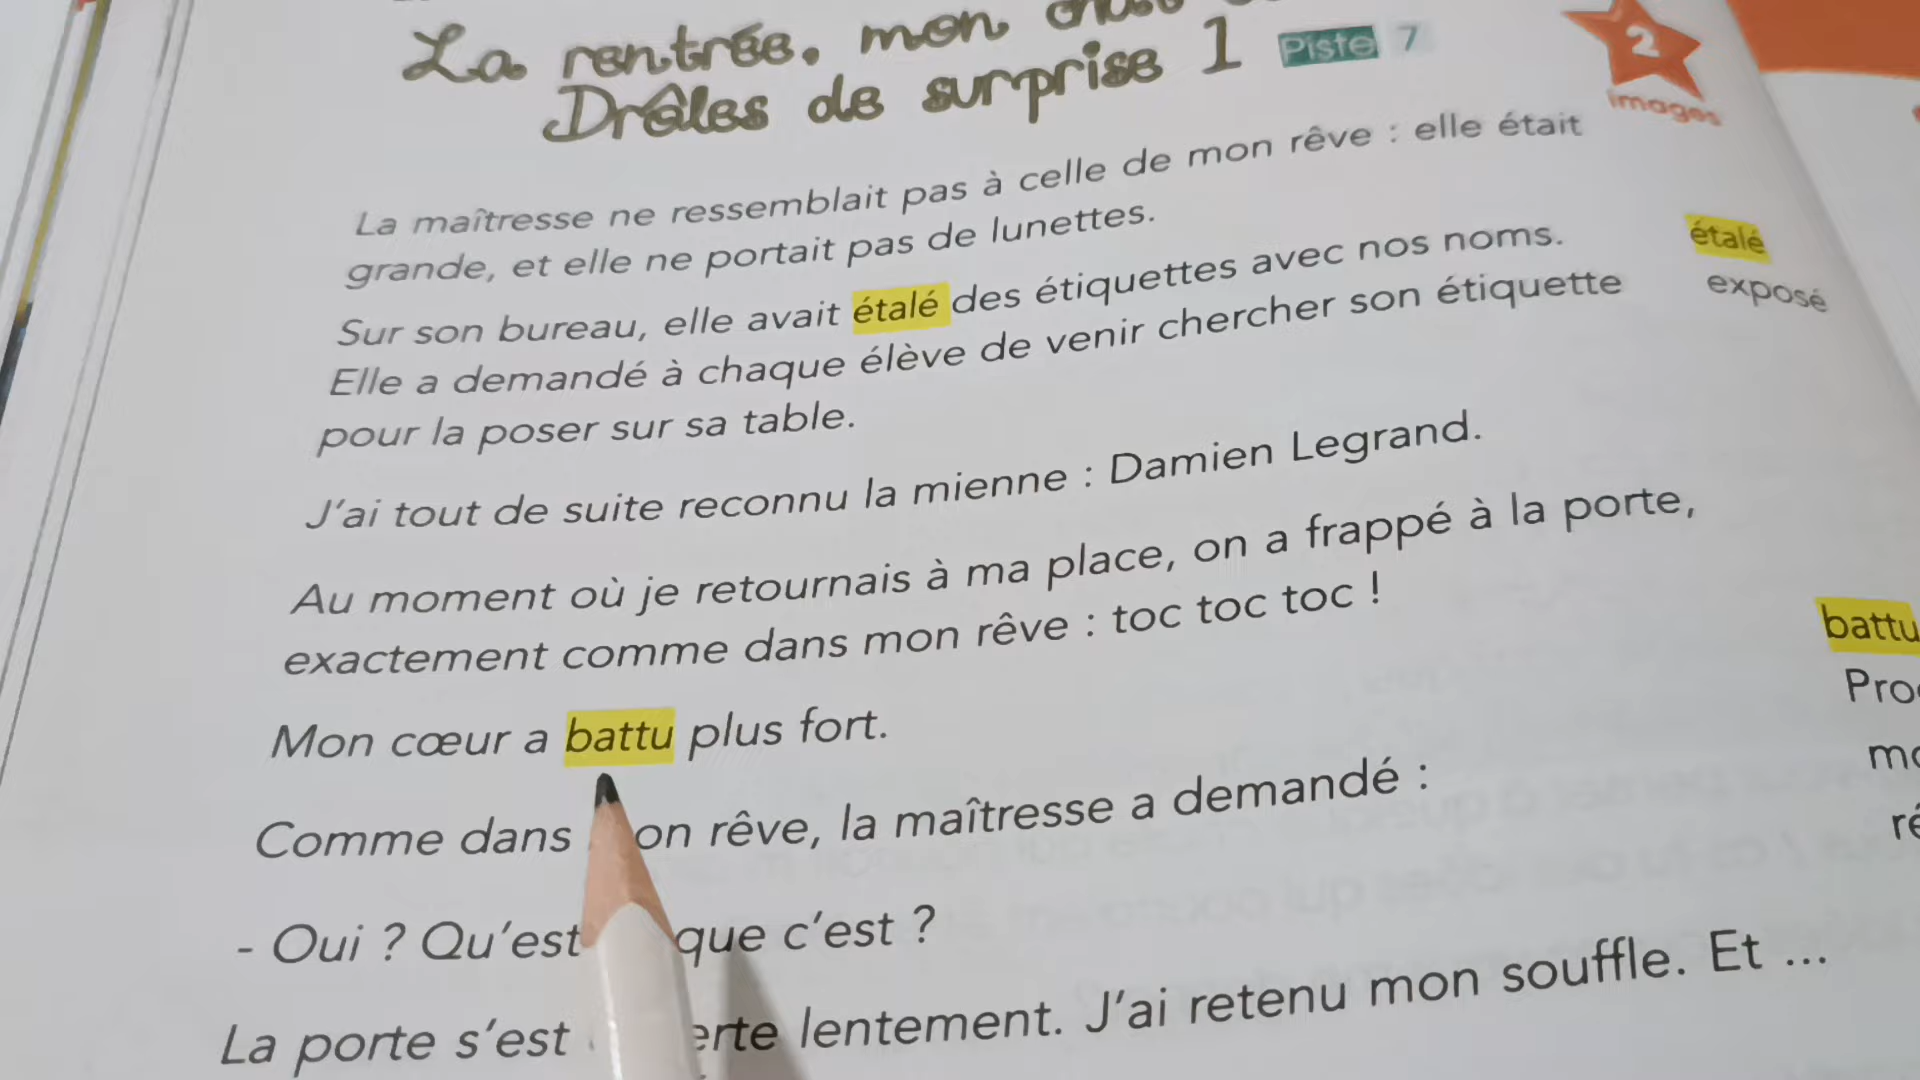 La rentrée, mon
Drôles de surprise 1
Piste 7
2
images
La maîtresse ne ressemblait pas à celle de mon rêve : elle était
grande, et elle ne portait pas de lunettes.
Sur son bureau, elle avait étalé des étiquettes avec nos noms.
Elle a demandé à chaque élève de venir chercher son étiquette
pour la poser sur sa table.
étalé
exposé
J'ai tout de suite reconnu la mienne : Damien Legrand.
Au moment où je retournais à ma place, on a frappé à la porte,
exactement comme dans mon rêve : toc toc toc !
Mon cœur a battu plus fort.
battu
Comme dans on rêve, la maîtresse a demandé :
- Oui ? Qu'est que c'est ?
La porte s'est erte lentement. J'ai retenu mon souffle. Et ...